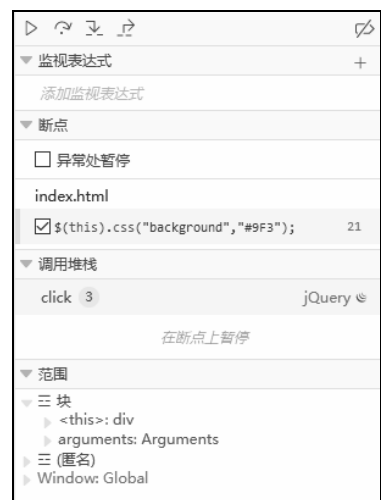 监视表达式
添加监视表达式
断点
异常处暂停
index.html
$(this).css("background","#9F3"); 21
调用堆栈
click 3 jQuery
在断点上暂停
范围
块
<this>: div
arguments: Arguments
(匿名)
Window: Global